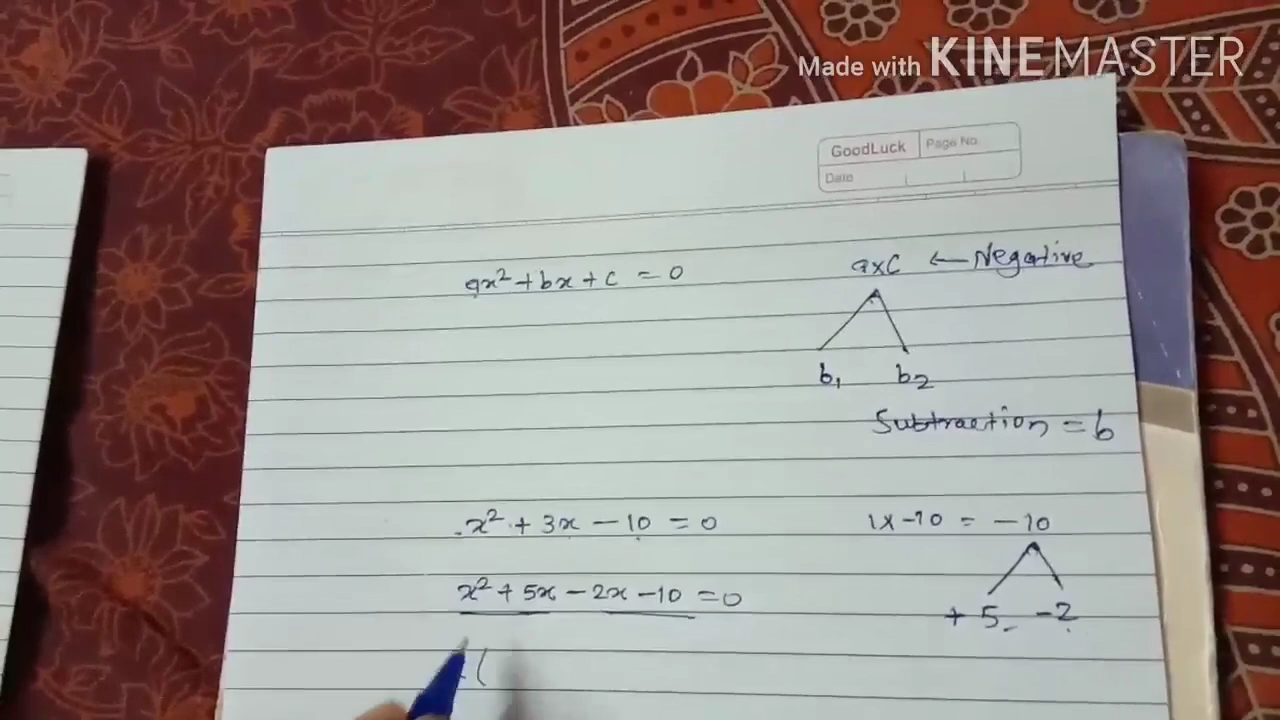 Made with KINEMASTER
GoodLuck Page No.
Date
ax² + bx + c = 0
a×c ← Negative
b₁ b₂
Subtraction = b
x² + 3x - 10 = 0
1×-10 = -10
x² + 5x - 2x - 10 = 0
+5 -2
(